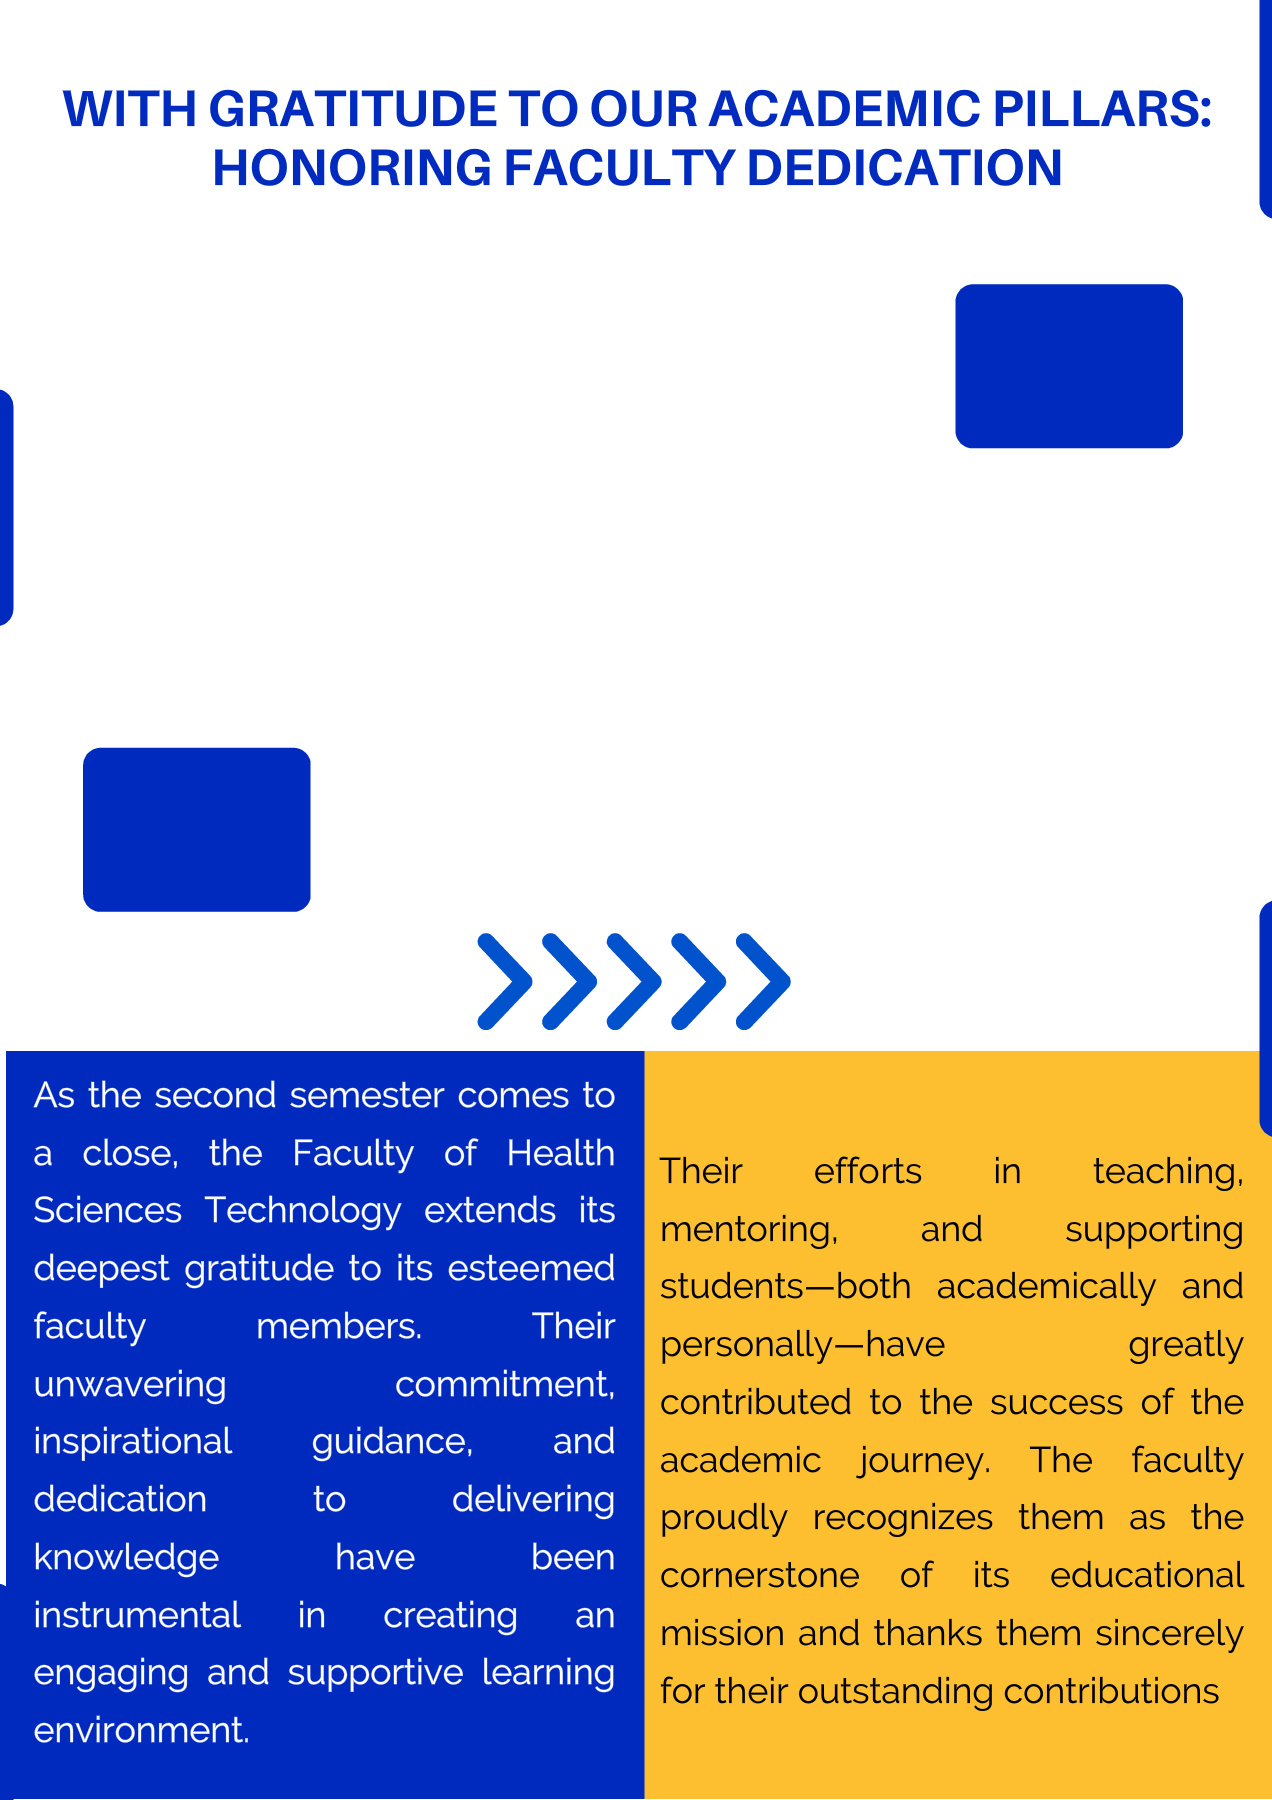 WITH GRATITUDE TO OUR ACADEMIC PILLARS:
HONORING FACULTY DEDICATION
As the second semester comes to
a close, the Faculty of Health
Sciences Technology extends its
deepest gratitude to its esteemed
faculty members. Their
unwavering commitment,
inspirational guidance, and
dedication to delivering
knowledge have been
instrumental in creating an
engaging and supportive learning
environment.
Their efforts in teaching,
mentoring, and supporting
students—both academically and
personally—have greatly
contributed to the success of the
academic journey. The faculty
proudly recognizes them as the
cornerstone of its educational
mission and thanks them sincerely
for their outstanding contributions